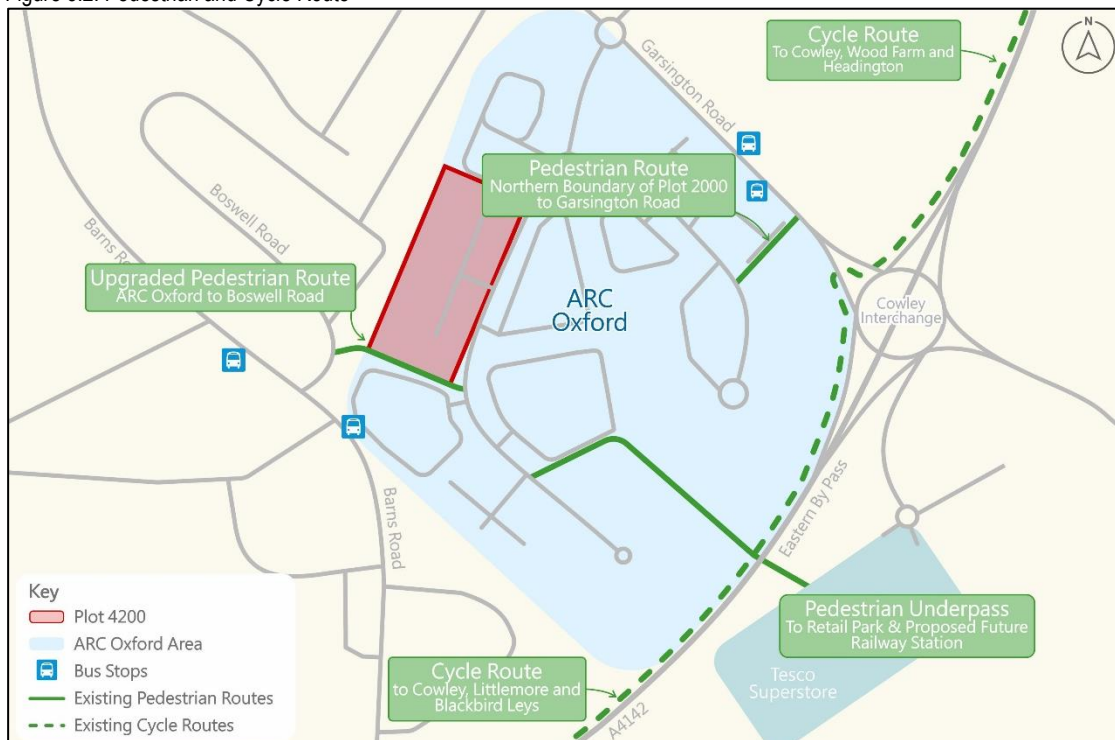 Cycle Route
To Cowley, Wood Farm and
Headington
N
Garsington Road
Pedestrian Route
Northern Boundary of Plot 2000
to Garsington Road
Boswell Road
Barns
Upgraded Pedestrian Route
ARC Oxford to Boswell Road
ARC
Oxford
Cowley
Interchange
Eastern By Pass
Barns Road
Key
Plot 4200
ARC Oxford Area
Bus Stops
Existing Pedestrian Routes
Existing Cycle Routes
Pedestrian Underpass
To Retail Park & Proposed Future
Railway Station
Cycle Route
to Cowley, Littlemore and
Blackbird Leys
Tesco
Superstore
A4142